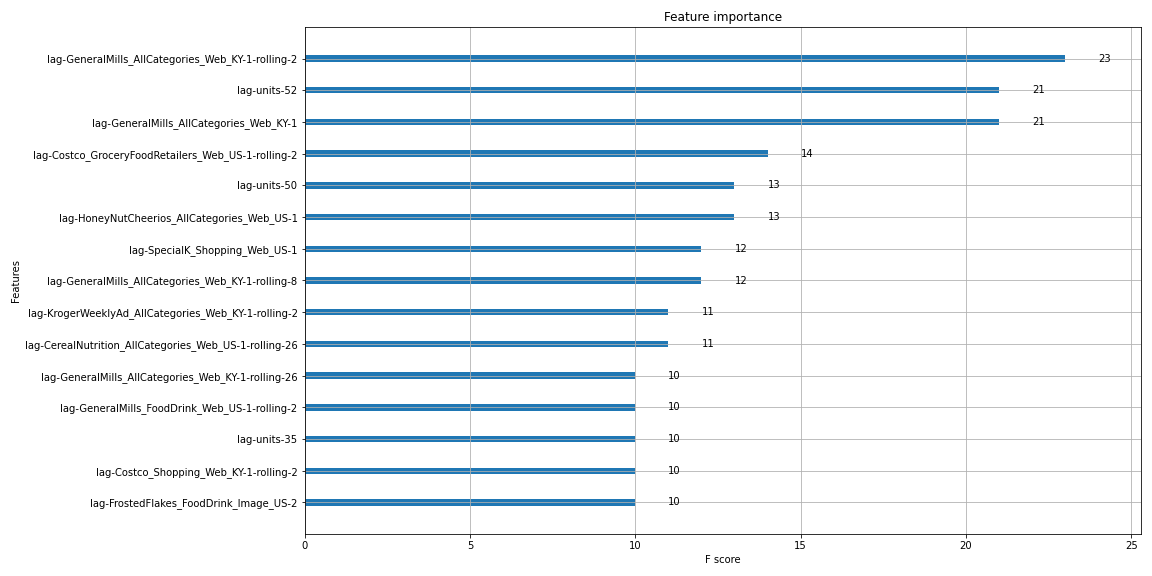 Feature importance
Features
lag-GeneralMills_AllCategories_Web_KY-1-rolling-2 23
lag-units-52 21
lag-GeneralMills_AllCategories_Web_KY-1 21
lag-Costco_GroceryFoodRetailers_Web_US-1-rolling-2 14
lag-units-50 13
lag-HoneyNutCheerios_AllCategories_Web_US-1 13
lag-SpecialK_Shopping_Web_US-1 12
lag-GeneralMills_AllCategories_Web_KY-1-rolling-8 12
lag-KrogerWeeklyAd_AllCategories_Web_KY-1-rolling-2 11
lag-CerealNutrition_AllCategories_Web_US-1-rolling-26 11
lag-GeneralMills_AllCategories_Web_KY-1-rolling-26 10
lag-GeneralMills_FoodDrink_Web_US-1-rolling-2 10
lag-units-35 10
lag-Costco_Shopping_Web_KY-1-rolling-2 10
lag-FrostedFlakes_FoodDrink_Image_US-2 10
0 5 10 15 20 25
F score